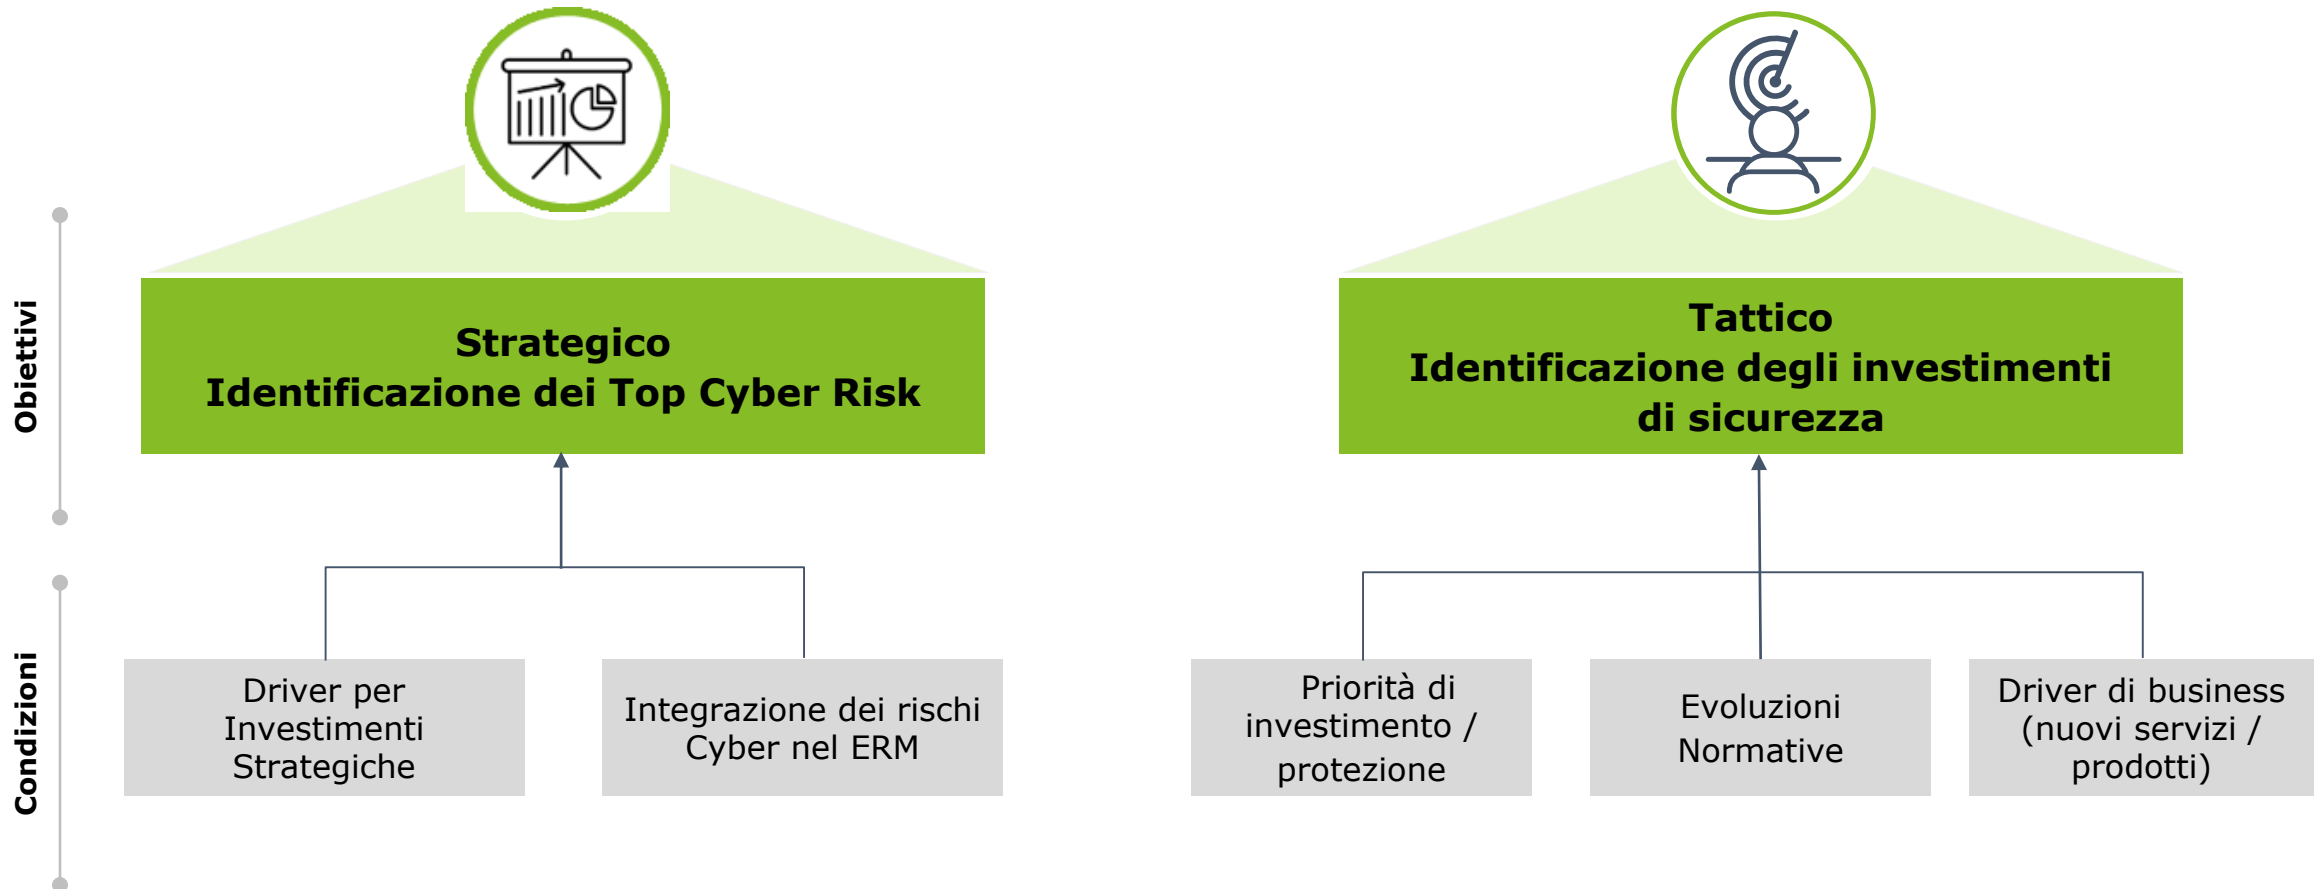 Obiettivi
Strategico
Identificazione dei Top Cyber Risk
Tattico
Identificazione degli investimenti
di sicurezza
Condizioni
Driver per
Investimenti
Strategiche
Integrazione dei rischi
Cyber nel ERM
Priorità di
investimento /
protezione
Evoluzioni
Normative
Driver di business
(nuovi servizi /
prodotti)